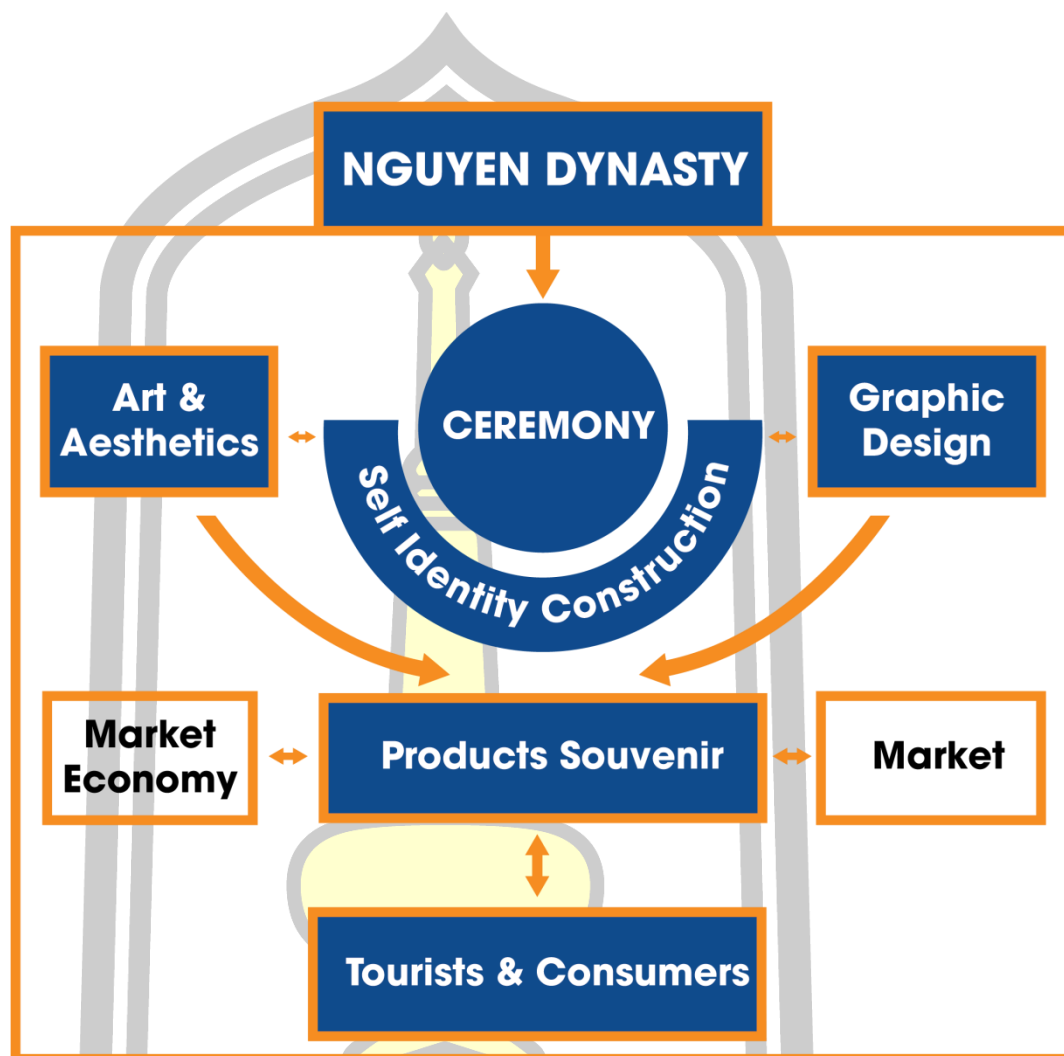 NGUYEN DYNASTY
Art &
Aesthetics
CEREMONY
Graphic
Design
Self Identity Construction
Market
Economy
Products Souvenir
Market
Tourists & Consumers